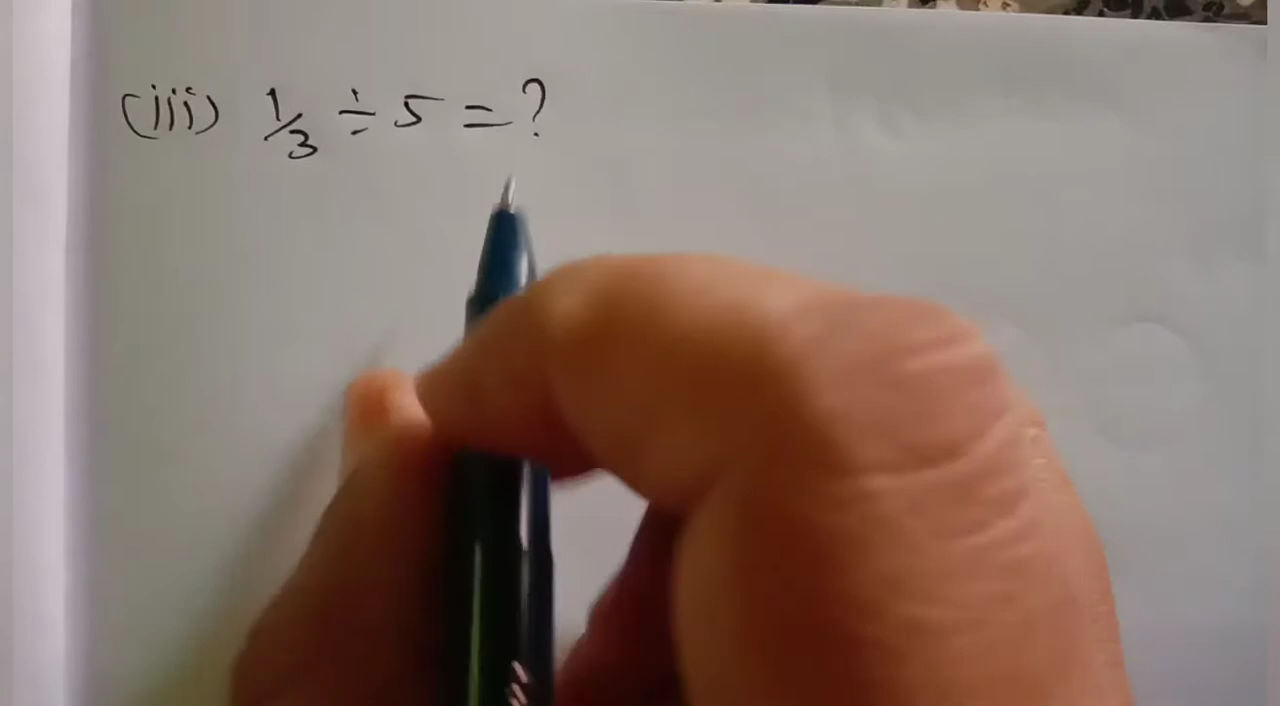 (iii) 1/3 ÷ 5 = ?